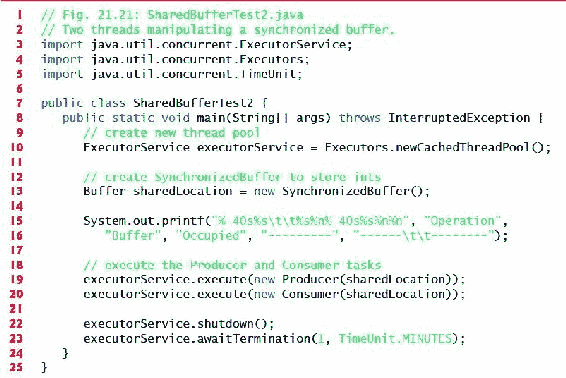 1 // Fig. 21.21: SharedBufferTest2.java
2 // Two threads manipulating a synchronized buffer.
3 import java.util.concurrent.ExecutorService;
4 import java.util.concurrent.Executors;
5 import java.util.concurrent.TimeUnit;
6
7 public class SharedBufferTest2 {
8 public static void main(String[] args) throws InterruptedException {
9 // create new thread pool
10 ExecutorService executorService = Executors.newCachedThreadPool();
11
12 // create SynchronizedBuffer to store ints
13 Buffer sharedLocation = new SynchronizedBuffer();
14
15 System.out.printf("%-40s%s\t\t%s%n%-40s%s%n%n", "Operation",
16 "Buffer", "Occupied", "---------", "------\t\t--------");
17
18 // execute the Producer and Consumer tasks
19 executorService.execute(new Producer(sharedLocation));
20 executorService.execute(new Consumer(sharedLocation));
21
22 executorService.shutdown();
23 executorService.awaitTermination(1, TimeUnit.MINUTES);
24 }
25 }